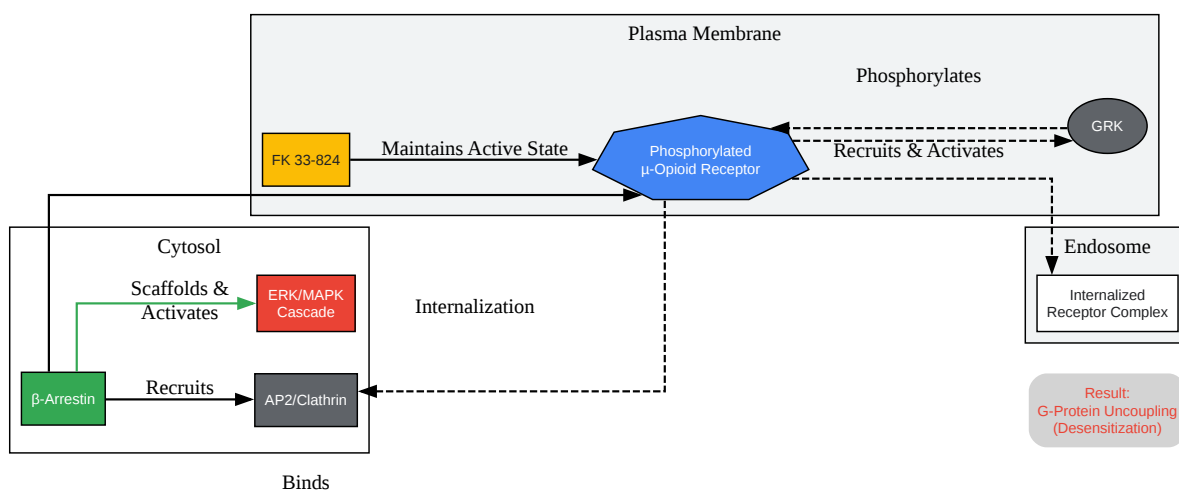 Plasma Membrane
Phosphorylates
GRK
FK 33-824
Maintains Active State
Phosphorylated
μ-Opioid Receptor
Recruits & Activates
Cytosol
Endosome
Scaffolds &
Activates
ERK/MAPK
Cascade
Internalization
Internalized
Receptor Complex
β-Arrestin
Recruits
AP2/Clathrin
Result:
G-Protein Uncoupling
(Desensitization)
Binds